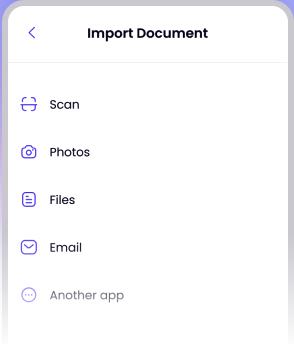 Import Document
Scan
Photos
Files
Email
Another app